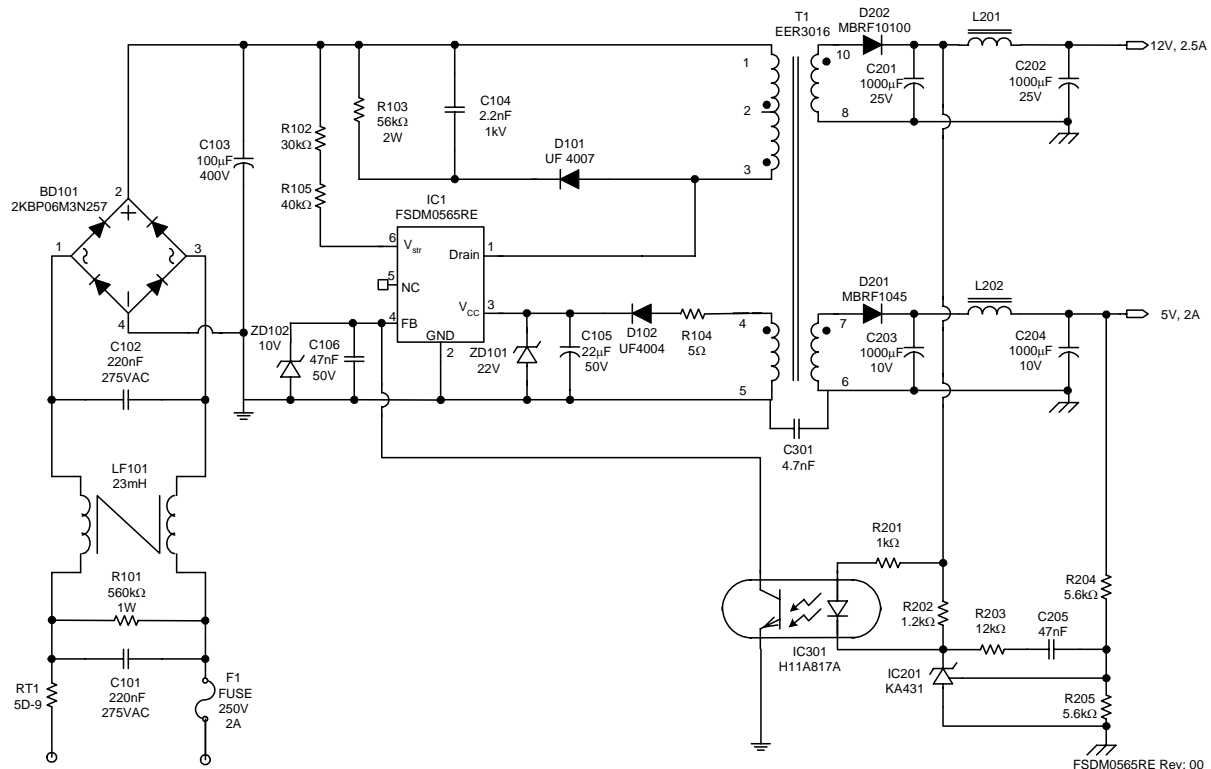 T1
EER3016
D202
MBRF10100
L201
12V, 2.5A
1
2
3
10
8
C201
1000μF
25V
C202
1000μF
25V
R103
56kΩ
2W
C104
2.2nF
1kV
R102
30kΩ
C103
100μF
400V
D101
UF 4007
R105
40kΩ
BD101
2KBP06M3N257
2
1
3
4
IC1
FSDM0565RE
6
Vstr
Drain
1
5
NC
VCC
3
4
FB
GND
2
ZD102
10V
C106
47nF
50V
ZD101
22V
C105
22μF
50V
D102
UF4004
R104
5Ω
4
5
7
6
D201
MBRF1045
L202
5V, 2A
C203
1000μF
10V
C204
1000μF
10V
C102
220nF
275VAC
C301
4.7nF
LF101
23mH
R101
560kΩ
1W
C101
220nF
275VAC
RT1
5D-9
F1
FUSE
250V
2A
R201
1kΩ
R202
1.2kΩ
R203
12kΩ
C205
47nF
R204
5.6kΩ
IC301
H11A817A
IC201
KA431
R205
5.6kΩ
FSDM0565RE Rev: 00